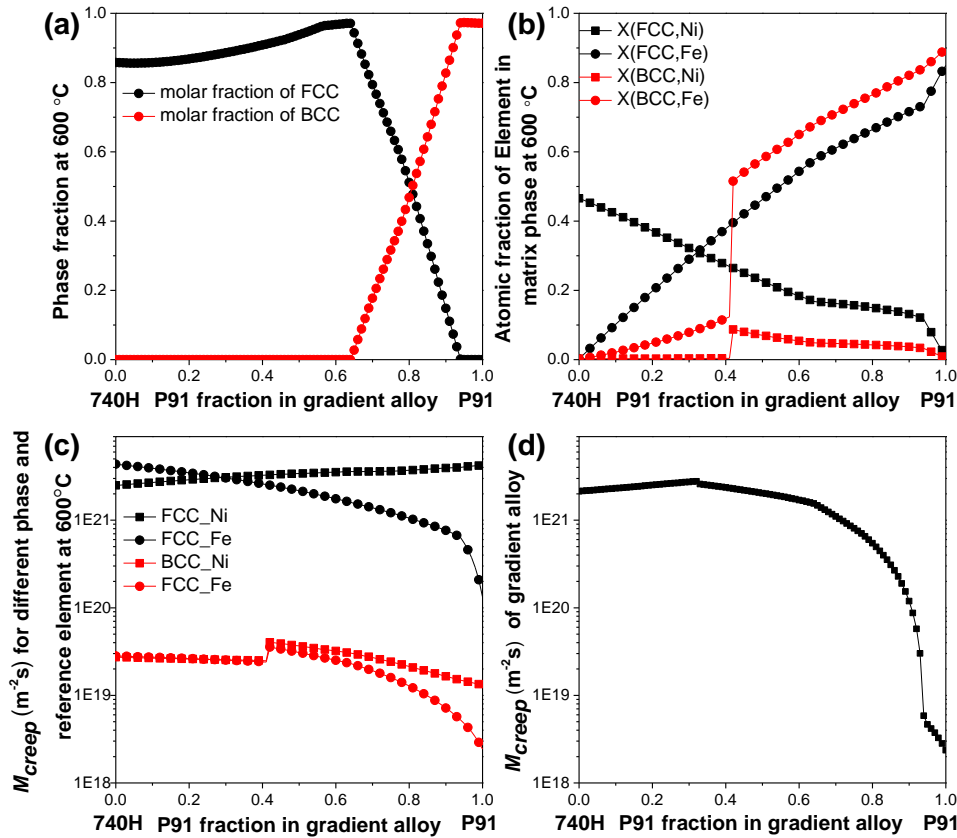 (a)
Phase fraction at 600 °C
1.0
0.8
0.6
0.4
0.2
0.0
molar fraction of FCC
molar fraction of BCC
0.0 0.2 0.4 0.6 0.8 1.0
740H P91 fraction in gradient alloy P91
(b)
Atomic fraction of Element in
matrix phase at 600 °C
1.0
0.8
0.6
0.4
0.2
0.0
X(FCC,Ni)
X(FCC,Fe)
X(BCC,Ni)
X(BCC,Fe)
0.0 0.2 0.4 0.6 0.8 1.0
740H P91 fraction in gradient alloy P91
(c)
Mcreep (m-2s) for different phase and
reference element at 600°C
1E21
1E20
1E19
1E18
FCC_Ni
FCC_Fe
BCC_Ni
FCC_Fe
0.0 0.2 0.4 0.6 0.8 1.0
740H P91 fraction in gradient alloy P91
(d)
Mcreep (m-2s) of gradient alloy
1E21
1E20
1E19
1E18
0.0 0.2 0.4 0.6 0.8 1.0
740H P91 fraction in gradient alloy P91